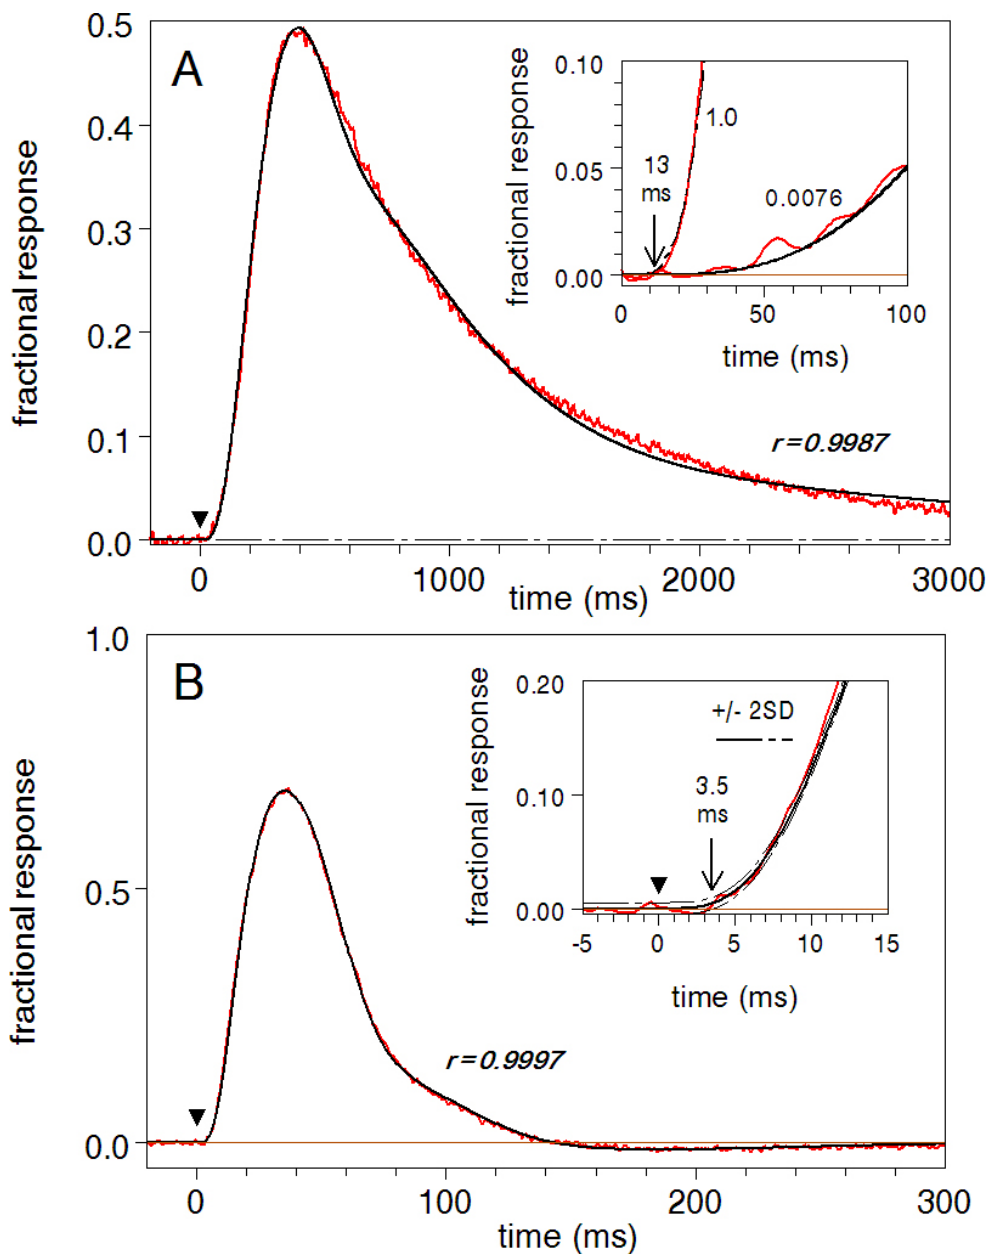 A
fractional response
0.5
0.4
0.3
0.2
0.1
0.0
0
1000
2000
3000
time (ms)
r=0.9987
fractional response
0.10
0.05
0.00
13
ms
1.0
0.0076
0
50
100
time (ms)
B
fractional response
1.0
0.5
0.0
0
100
200
300
time (ms)
r=0.9997
fractional response
0.20
0.10
0.00
+/- 2SD
3.5
ms
-5
0
5
10
15
time (ms)